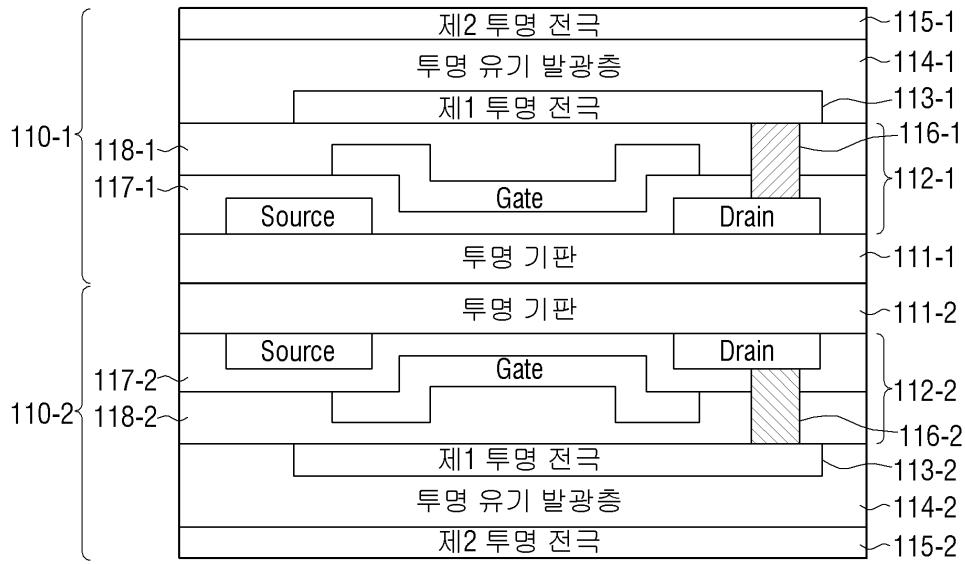 제2 투명 전극
115-1
투명 유기 발광층
114-1
제1 투명 전극
113-1
110-1
116-1
118-1
112-1
117-1
Gate
Source
Drain
투명 기판
111-1
투명 기판
111-2
Source
Drain
117-2
Gate
112-2
110-2
118-2
116-2
제1 투명 전극
113-2
투명 유기 발광층
114-2
제2 투명 전극
115-2